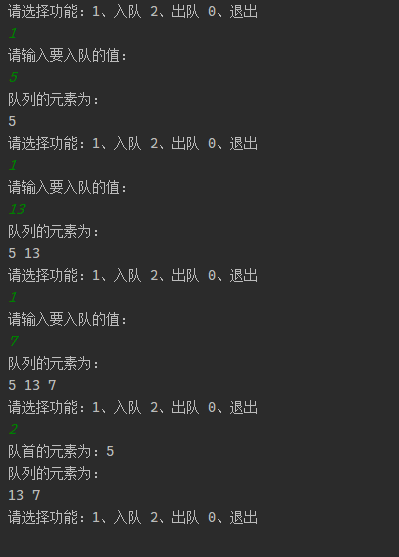 请选择功能：1、入队 2、出队 0、退出
1
请输入要入队的值：
5
队列的元素为：
5
请选择功能：1、入队 2、出队 0、退出
1
请输入要入队的值：
13
队列的元素为：
5 13
请选择功能：1、入队 2、出队 0、退出
1
请输入要入队的值：
7
队列的元素为：
5 13 7
请选择功能：1、入队 2、出队 0、退出
2
队首的元素为：5
队列的元素为：
13 7
请选择功能：1、入队 2、出队 0、退出